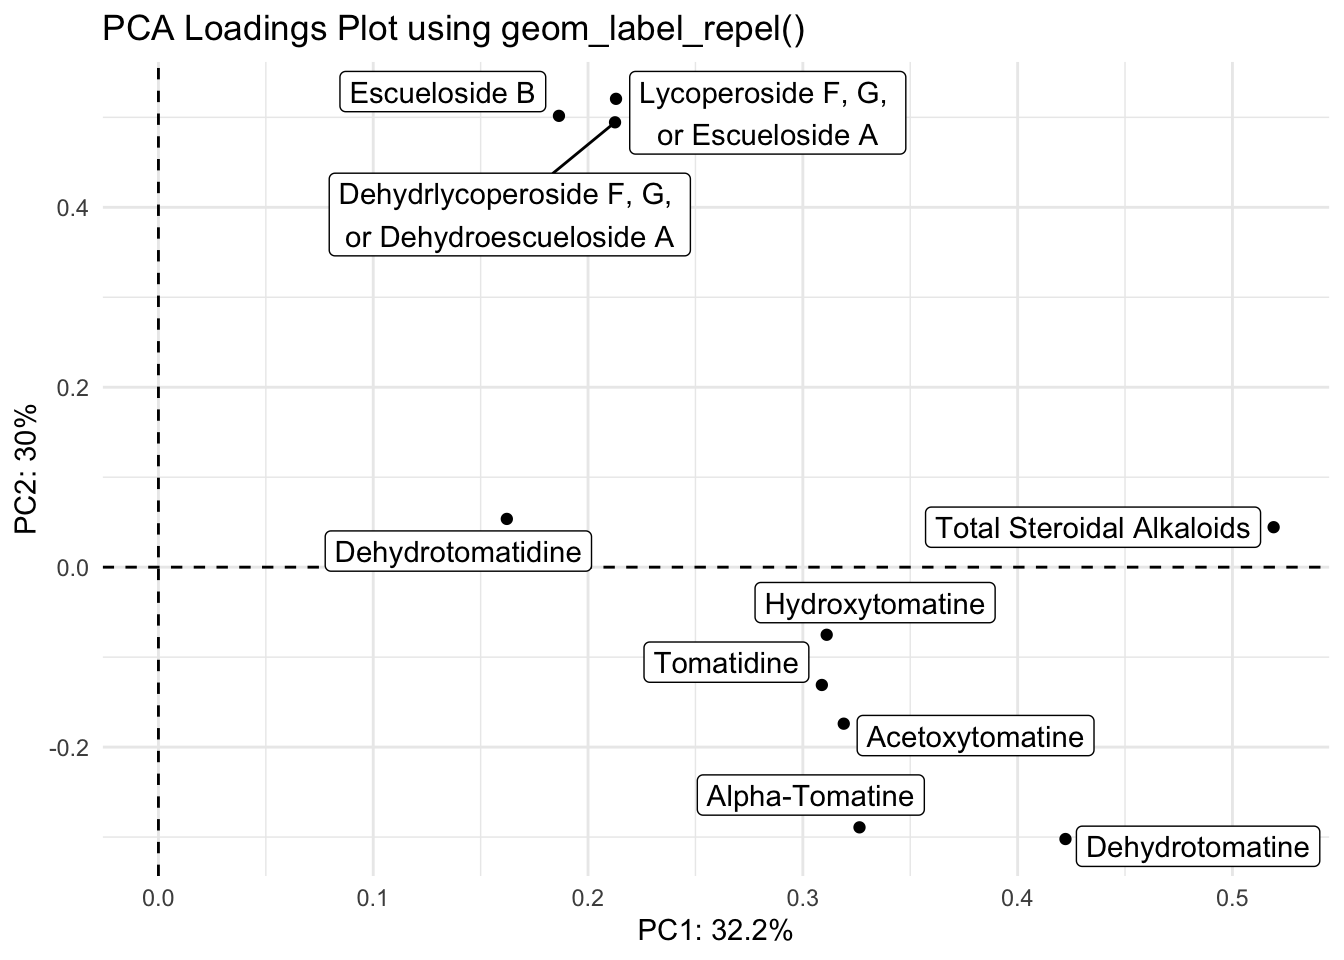 PCA Loadings Plot using geom_label_repel()
Escueloside B
Lycoperoside F, G,
or Escueloside A
Dehydrlycoperoside F, G,
or Dehydroescueloside A
Dehydrotomatidine
Total Steroidal Alkaloids
Hydroxytomatine
Tomatidine
Acetoxytomatine
Alpha-Tomatine
Dehydrotomatine
PC2: 30%
0.4
0.2
0.0
-0.2
0.0 0.1 0.2 0.3 0.4 0.5
PC1: 32.2%